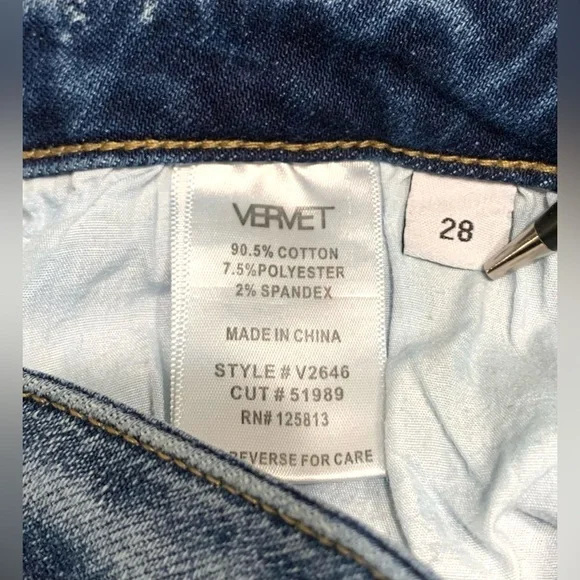 VERVET
90.5% COTTON
7.5%POLYESTER
2% SPANDEX
MADE IN CHINA
STYLE # V2646
CUT # 51989
RN# 125813
REVERSE FOR CARE
28